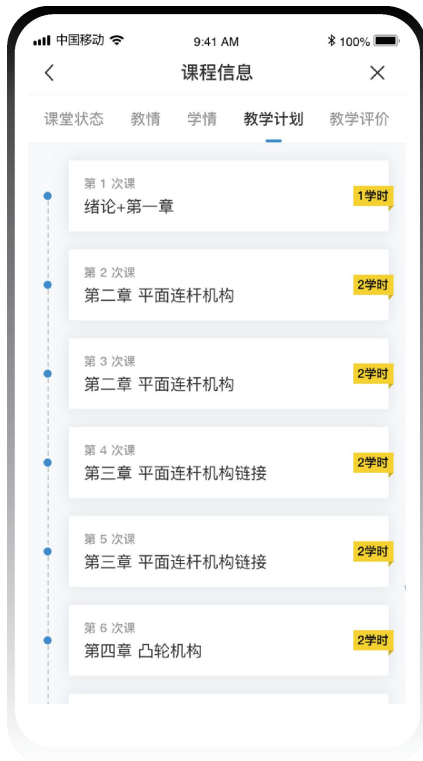 中国移动 9:41 AM 100%
课程信息
课堂状态 教情 学情 教学计划 教学评价
第 1 次课
绪论+第一章
1学时
第 2 次课
第二章 平面连杆机构
2学时
第 3 次课
第二章 平面连杆机构
2学时
第 4 次课
第三章 平面连杆机构链接
2学时
第 5 次课
第三章 平面连杆机构链接
2学时
第 6 次课
第四章 凸轮机构
2学时